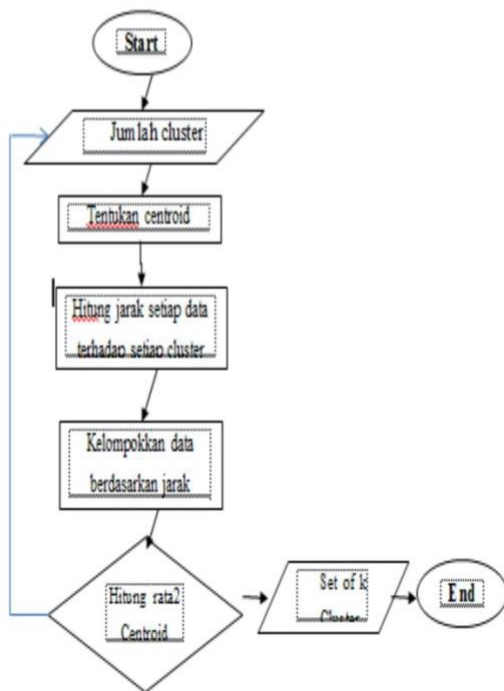 Start
Jumlah cluster
Tentukan centroid
Hitung jarak setiap data
terhadap setiap cluster
Kelompokkan data
berdasarkan jarak
Hitung rata2
Centroid
Set of k
Cluster
End